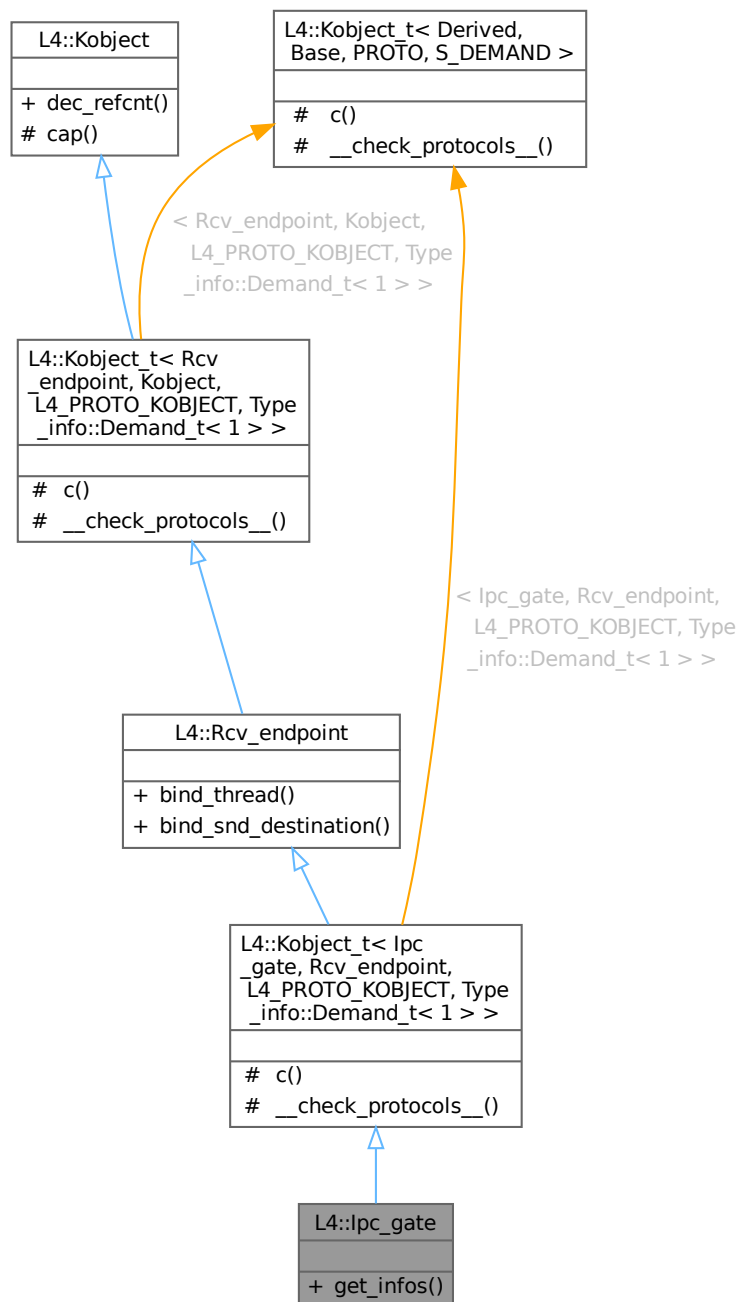 L4::Kobject
+ dec_refcnt()
# cap()
L4::Kobject_t< Derived,
Base, PROTO, S_DEMAND >
# c()
# __check_protocols__()
< Rcv_endpoint, Kobject,
L4_PROTO_KOBJECT, Type
_info::Demand_t< 1 > >
L4::Kobject_t< Rcv
_endpoint, Kobject,
L4_PROTO_KOBJECT, Type
_info::Demand_t< 1 > >
# c()
# __check_protocols__()
< Ipc_gate, Rcv_endpoint,
L4_PROTO_KOBJECT, Type
_info::Demand_t< 1 > >
L4::Rcv_endpoint
+ bind_thread()
+ bind_snd_destination()
L4::Kobject_t< Ipc
_gate, Rcv_endpoint,
L4_PROTO_KOBJECT, Type
_info::Demand_t< 1 > >
# c()
# __check_protocols__()
L4::Ipc_gate
+ get_infos()